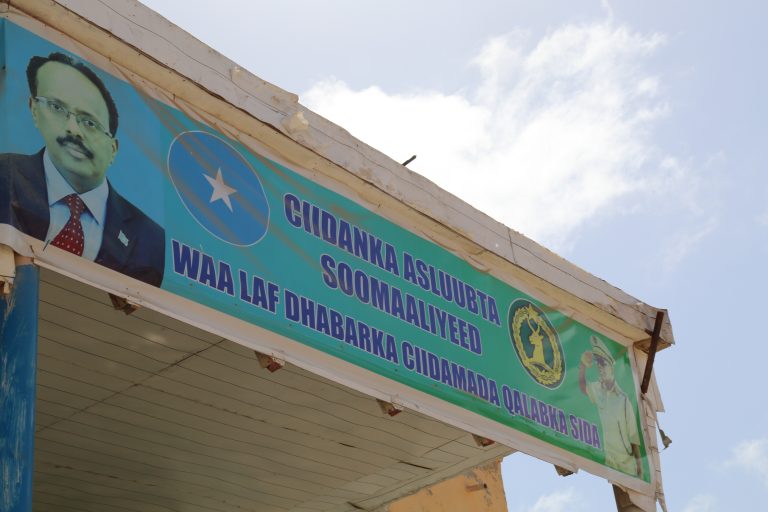 CIIDANKA ASLUUBTA
SOOMAALIYEED
WAA LAF DHABARKA CIIDAMADA QALABKA SIDA